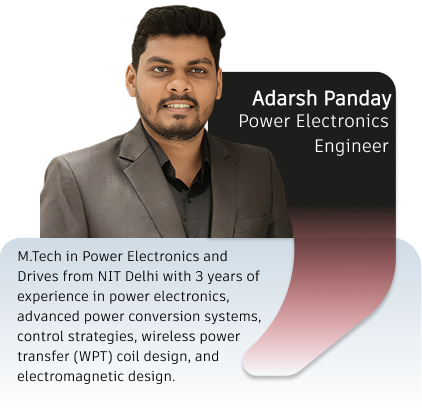 Adarsh Panday
Power Electronics
Engineer
M.Tech in Power Electronics and
Drives from NIT Delhi with 3 years of
experience in power electronics,
advanced power conversion systems,
control strategies, wireless power
transfer (WPT) coil design, and
electromagnetic design.